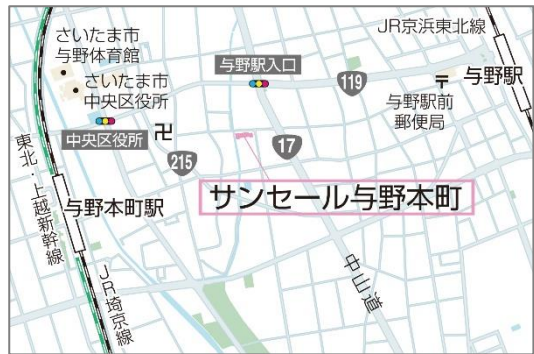 JR京浜東北線
さいたま市
与野体育館
さいたま市
中央区役所
与野駅入口
119
〒
与野駅前
郵便局
与野駅
中央区役所
卍
215
17
サンセール与野本町
東北・上越新幹線
与野本町駅
JR埼京線
中山道